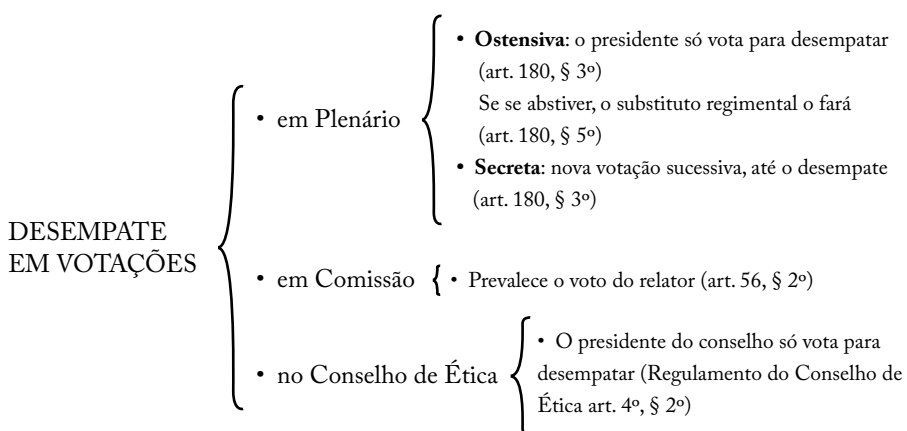 DESEMPATE
EM VOTAÇÕES
• em Plenário
• Ostensiva: o presidente só vota para desempatar
(art. 180, § 3º)
Se se abstiver, o substituto regimental o fará
(art. 180, § 5º)
• Secreta: nova votação sucessiva, até o desempate
(art. 180, § 3º)
• em Comissão
• Prevalece o voto do relator (art. 56, § 2º)
• no Conselho de Ética
• O presidente do conselho só vota para
desempatar (Regulamento do Conselho de
Ética art. 4º, § 2º)